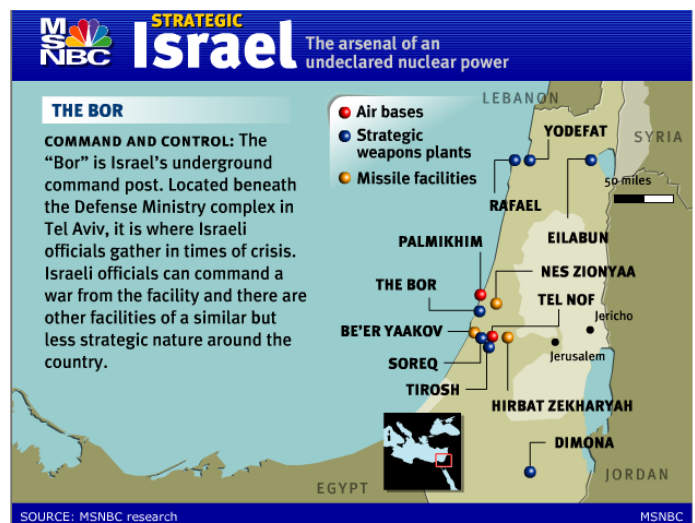 MSNBC
STRATEGIC
Israel
The arsenal of an
undeclared nuclear power
THE BOR
COMMAND AND CONTROL: The
“Bor” is Israel's underground
command post. Located beneath
the Defense Ministry complex in
Tel Aviv, it is where Israeli
officials gather in times of crisis.
Israeli officials can command a
war from the facility and there are
other facilities of a similar but
less strategic nature around the
country.
Air bases
Strategic
weapons plants
Missile facilities
LEBANON
YODEFAT
SYRIA
50 miles
RAFAEL
EILABUN
PALMIKHIM
NES ZIONYAA
THE BOR
TEL NOF
Jericho
BE'ER YAAKOV
Jerusalem
SOREQ
TIROSH
HIRBAT ZEKHARYAH
DIMONA
JORDAN
EGYPT
SOURCE: MSNBC research
MSNBC